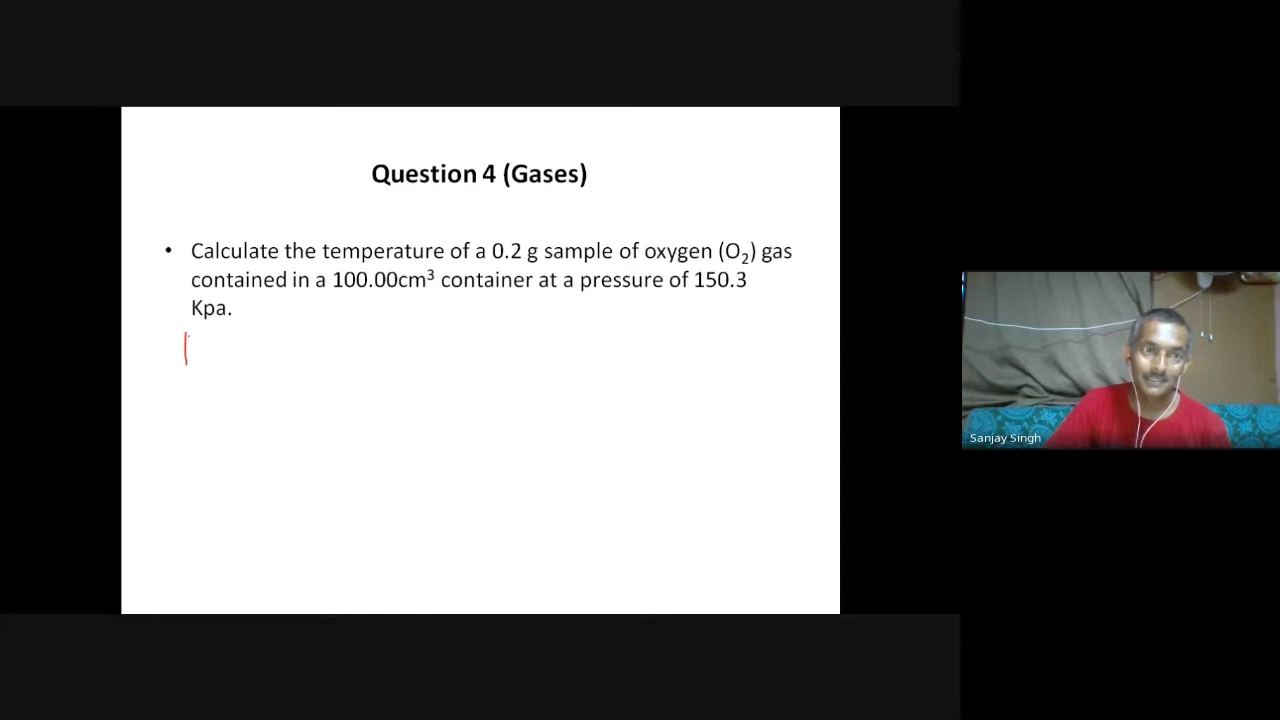 Question 4 (Gases)
• Calculate the temperature of a 0.2 g sample of oxygen (O₂) gas
contained in a 100.00cm³ container at a pressure of 150.3
Kpa.
Sanjay Singh